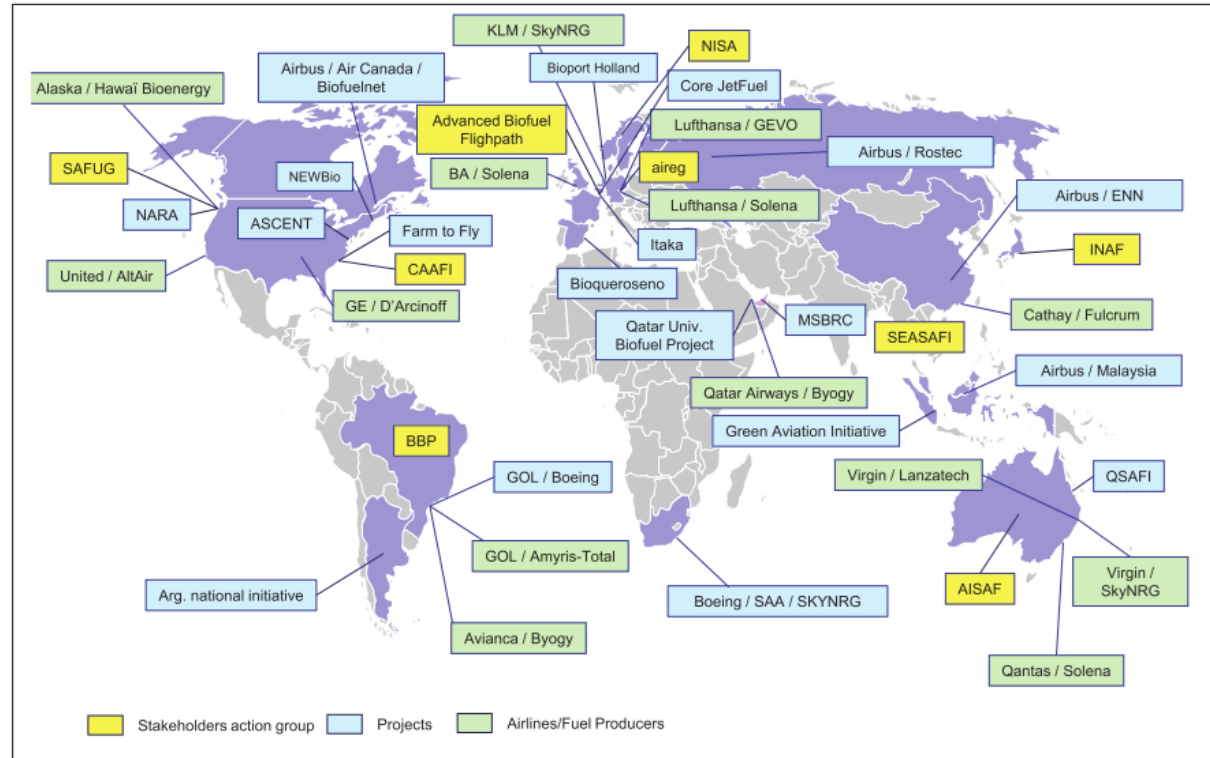 KLM / SkyNRG
NISA
Airbus / Air Canada /
Biofuelnet
Bioport Holland
Alaska / Hawaï Bioenergy
Core JetFuel
Advanced Biofuel
Flighpath
Lufthansa / GEVO
SAFUG
NEWBio
BA / Solena
aireg
Airbus / Rostec
NARA
ASCENT
Farm to Fly
Lufthansa / Solena
Airbus / ENN
United / AltAir
CAAFI
Itaka
INAF
GE / D'Arcinoff
Bioqueroseno
Qatar Univ.
Biofuel Project
MSBRC
Cathay / Fulcrum
SEASAFI
Qatar Airways / Byogy
Airbus / Malaysia
Green Aviation Initiative
BBP
GOL / Boeing
Virgin / Lanzatech
QSAFI
GOL / Amyris-Total
Arg. national initiative
Boeing / SAA / SKYNRG
AISAF
Virgin /
SkyNRG
Avianca / Byogy
Qantas / Solena
Stakeholders action group
Projects
Airlines/Fuel Producers